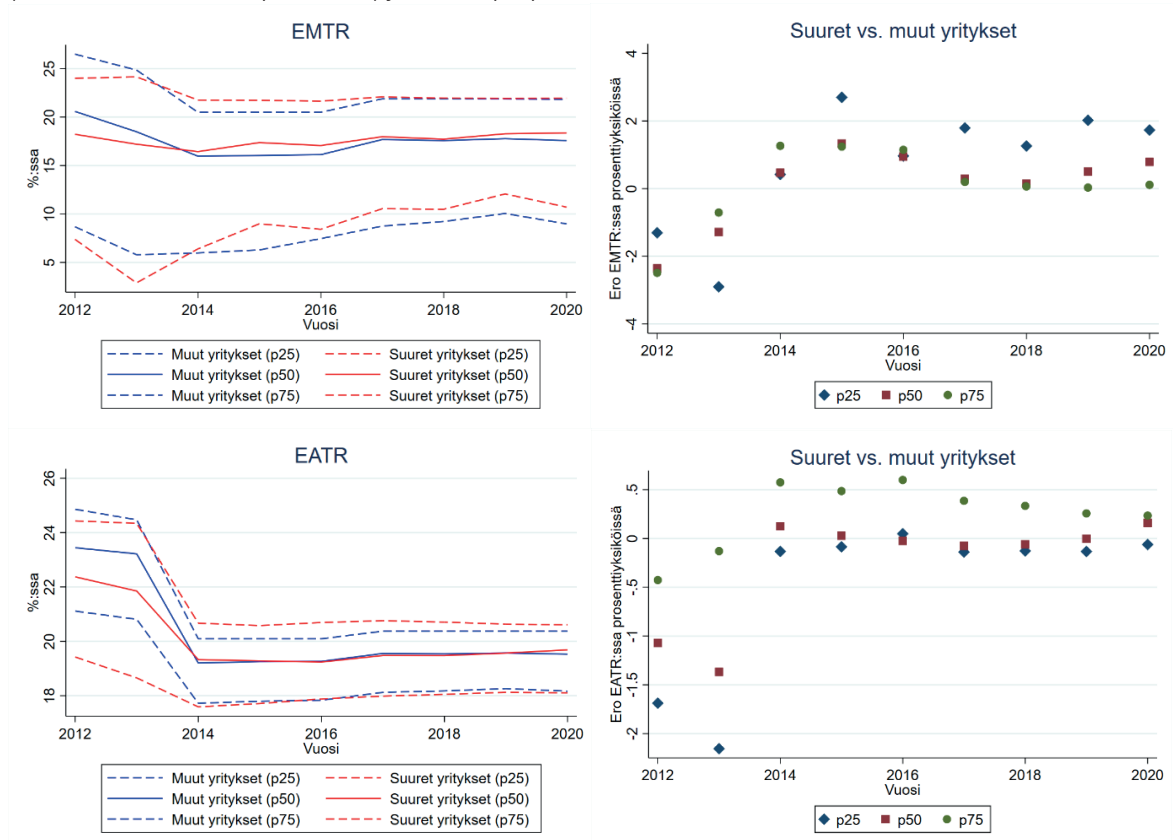 EMTR
%:ssa
25
20
15
10
5
2012 2014 2016 2018 2020
Vuosi
Muut yritykset (p25) Suuret yritykset (p25)
Muut yritykset (p50) Suuret yritykset (p50)
Muut yritykset (p75) Suuret yritykset (p75)
Suuret vs. muut yritykset
Ero EMTR:ssa prosenttiyksiköissä
4
2
0
-2
-4
2012 2014 2016 2018 2020
Vuosi
p25 p50 p75
EATR
%:ssa
26
24
22
20
18
2012 2014 2016 2018 2020
Vuosi
Muut yritykset (p25) Suuret yritykset (p25)
Muut yritykset (p50) Suuret yritykset (p50)
Muut yritykset (p75) Suuret yritykset (p75)
Suuret vs. muut yritykset
Ero EATR:ssa prosenttiyksiköissä
.5
0
-.5
-1
-1.5
-2
2012 2014 2016 2018 2020
Vuosi
p25 p50 p75